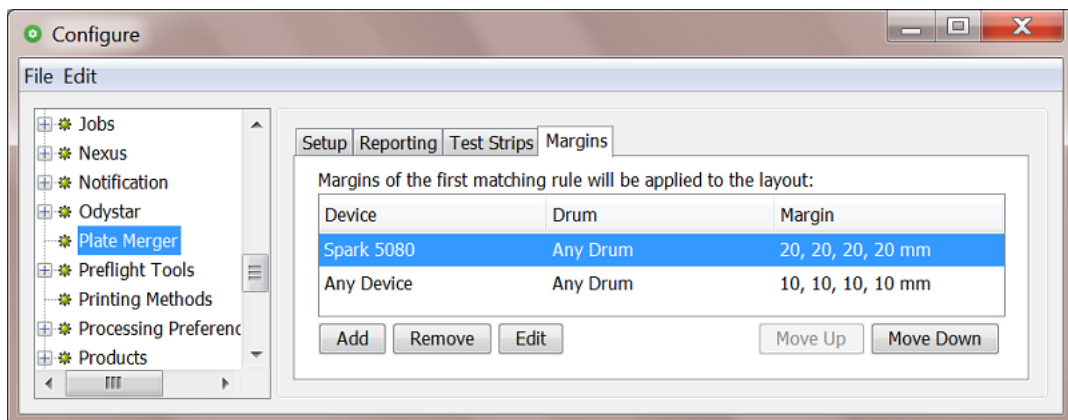 Configure
File Edit
Jobs
Nexus
Notification
Odystar
Plate Merger
Preflight Tools
Printing Methods
Processing Preferenc
Products
Setup Reporting Test Strips Margins
Margins of the first matching rule will be applied to the layout:
Device Drum Margin
Spark 5080 Any Drum 20, 20, 20, 20 mm
Any Device Any Drum 10, 10, 10, 10 mm
Add Remove Edit Move Up Move Down